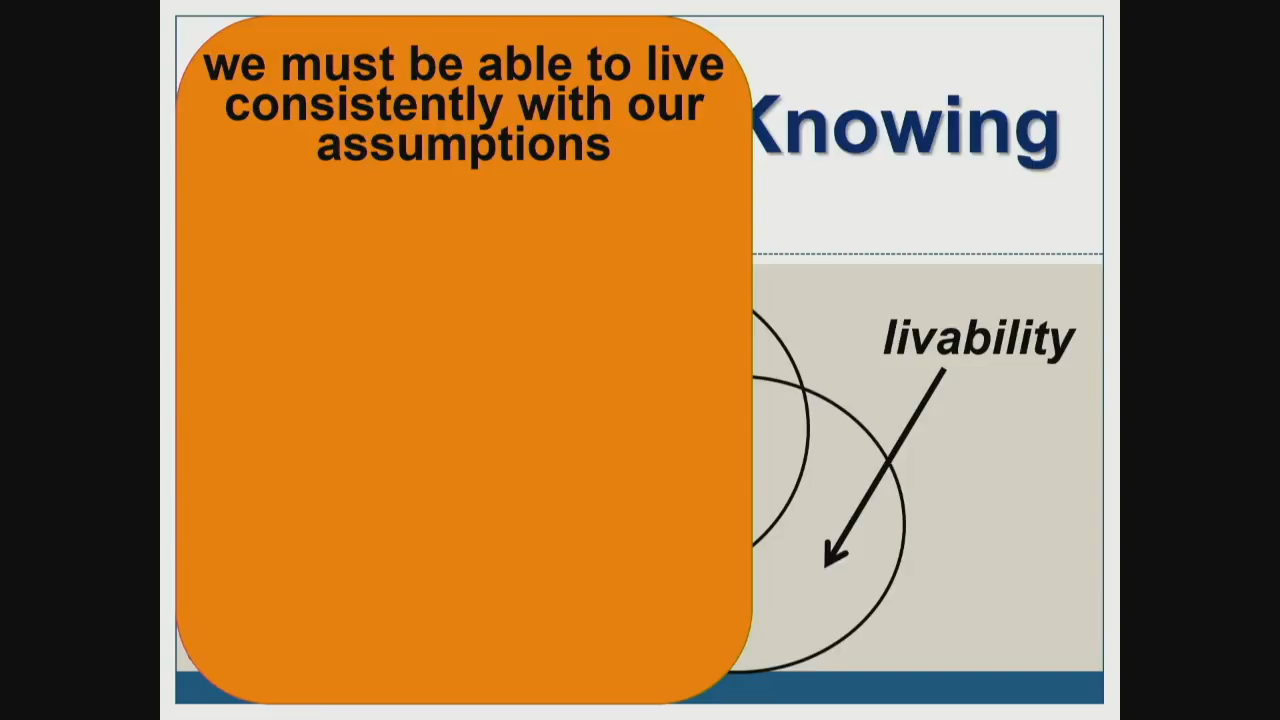 we must be able to live
consistently with our
assumptions
Knowing
livability